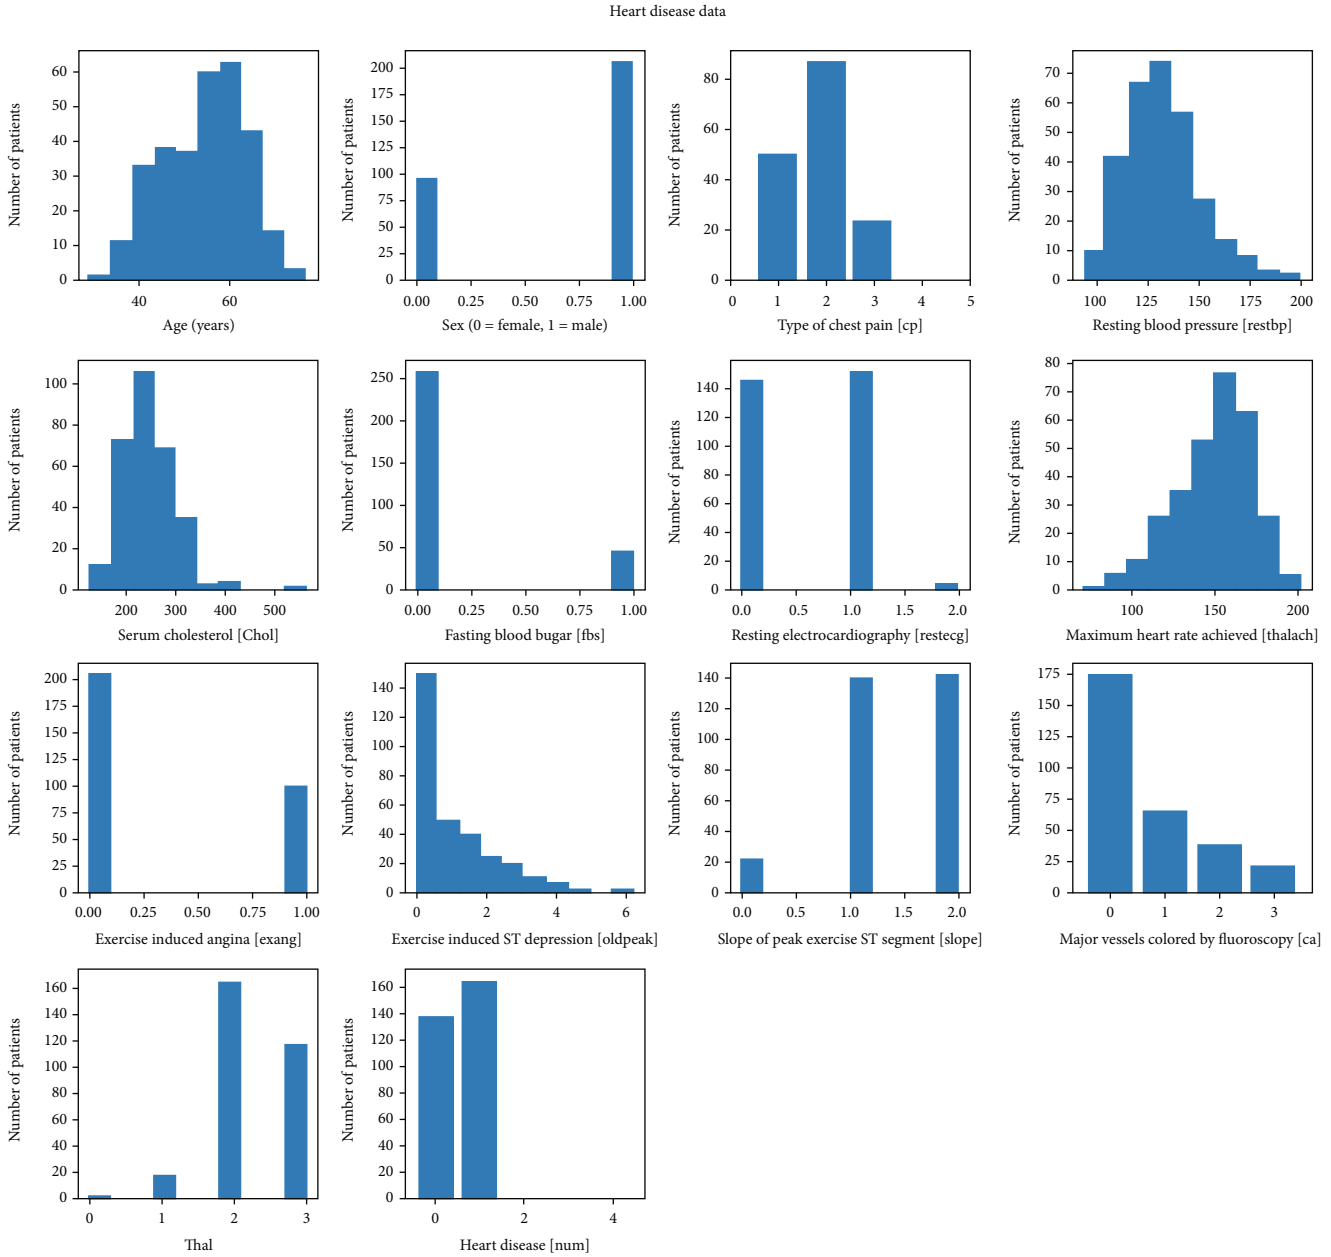 Heart disease data
Number of patients
60
50
40
30
20
10
0
40 60
Age (years)
Number of patients
200
175
150
125
100
75
50
25
0
0.00 0.25 0.50 0.75 1.00
Sex (0 = female, 1 = male)
Number of patients
80
60
40
20
0
0 1 2 3 4 5
Type of chest pain [cp]
Number of patients
70
60
50
40
30
20
10
0
100 125 150 175 200
Resting blood pressure [restbp]
Number of patients
100
80
60
40
20
0
200 300 400 500
Serum cholesterol [Chol]
Number of patients
250
200
150
100
50
0
0.00 0.25 0.50 0.75 1.00
Fasting blood bugar [fbs]
Number of patients
140
120
100
80
60
40
20
0
0.0 0.5 1.0 1.5 2.0
Resting electrocardiography [restecg]
Number of patients
80
70
60
50
40
30
20
10
0
100 150 200
Maximum heart rate achieved [thalach]
Number of patients
200
175
150
125
100
75
50
25
0
0.00 0.25 0.50 0.75 1.00
Exercise induced angina [exang]
Number of patients
140
120
100
80
60
40
20
0
0 2 4 6
Exercise induced ST depression [oldpeak]
Number of patients
140
120
100
80
60
40
20
0
0.0 0.5 1.0 1.5 2.0
Slope of peak exercise ST segment [slope]
Number of patients
175
150
125
75
50
25
0
0 1 2 3
Major vessels colored by fluoroscopy [ca]
Number of patients
160
140
120
100
80
60
40
20
0
0 1 2 3
Thal
Number of patients
160
140
120
100
80
60
40
20
0
0 2 4
Heart disease [num]